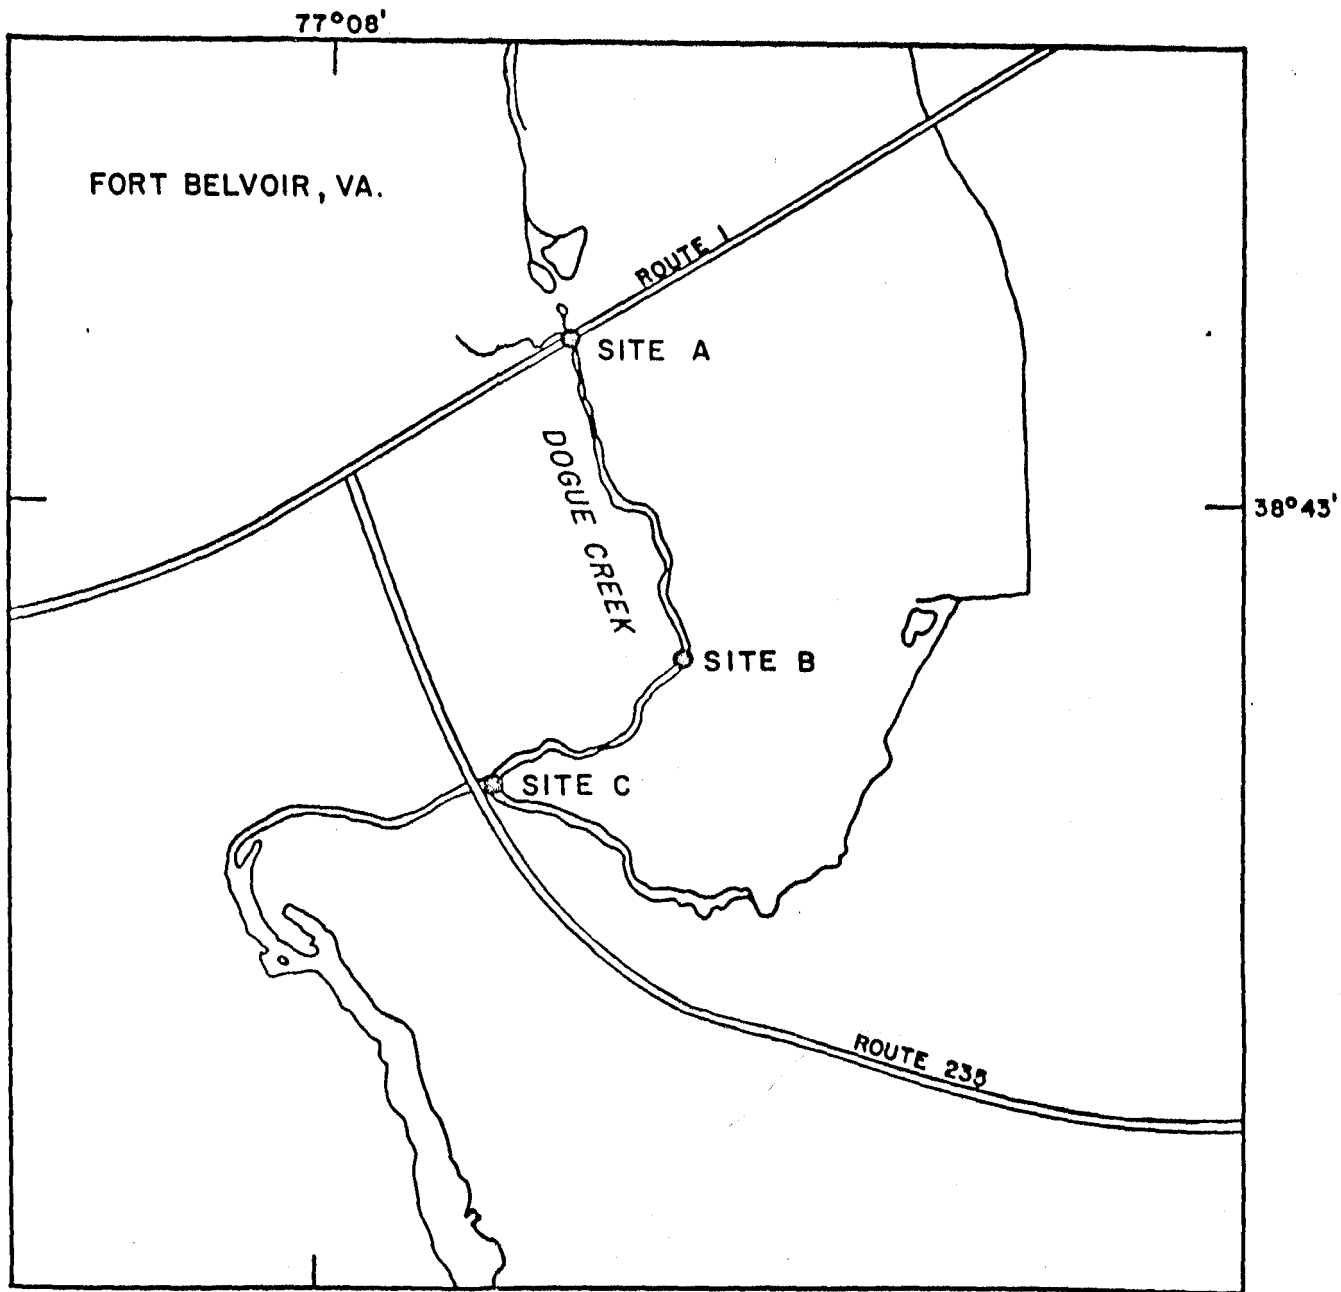 77°08'
FORT BELVOIR, VA.
ROUTE 1
SITE A
DOGUE CREEK
38°43'
SITE B
SITE C
ROUTE 235